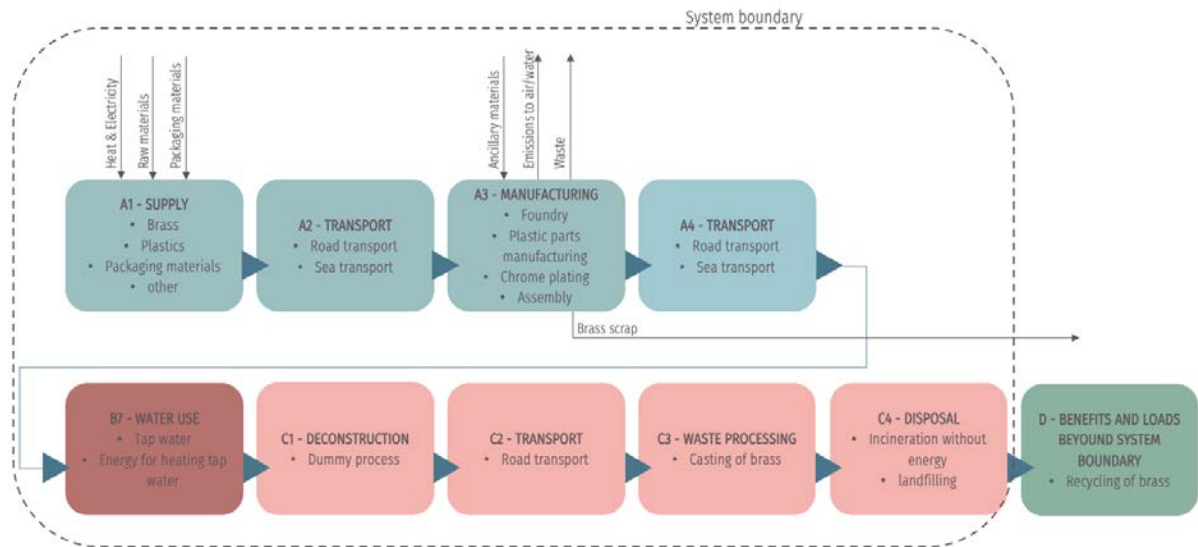 System boundary
Heat & Electricity
Raw materials
Packaging materials
Ancillary materials
Emissions to air/water
Waste
A1 - SUPPLY
• Brass
• Plastics
• Packaging materials
• other
A2 - TRANSPORT
• Road transport
• Sea transport
A3 - MANUFACTURING
• Foundry
• Plastic parts
manufacturing
• Chrome plating
• Assembly
A4 - TRANSPORT
• Road transport
• Sea transport
Brass scrap
B7 - WATER USE
• Tap water
• Energy for heating tap
water
C1 - DECONSTRUCTION
• Dummy process
C2 - TRANSPORT
• Road transport
C3 - WASTE PROCESSING
• Casting of brass
C4 - DISPOSAL
• Incineration without
energy
• landfilling
D - BENEFITS AND LOADS
BEYOUND SYSTEM
BOUNDARY
• Recycling of brass